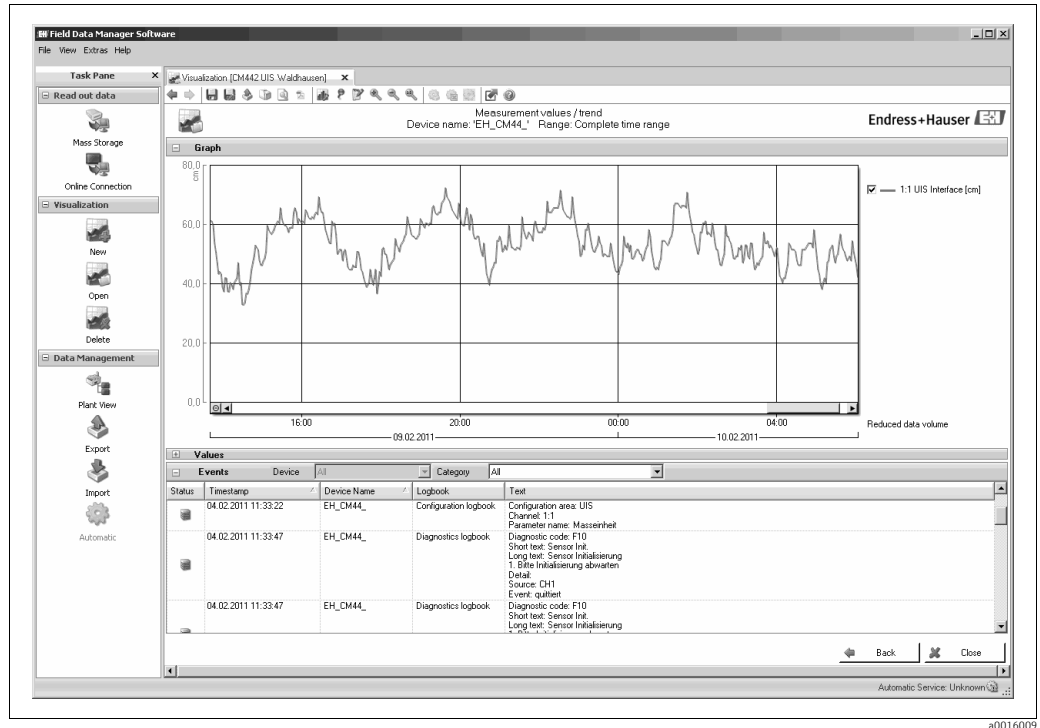 Field Data Manager Software
File View Extras Help
Task Pane
Read out data
Mass Storage
Online Connection
Visualization
New
Open
Delete
Data Management
Plant View
Export
Import
Automatic
Visualization [CM442 UIS Waldhausen]
Measurement values / trend
Device name: 'EH_CM44_' Range: Complete time range
Endress+Hauser EH
Graph
80,0
cm
60,0
40,0
20,0
0,0
1:1 UIS Interface [cm]
16:00 20:00 00:00 04:00
09.02.2011 10.02.2011
Reduced data volume
Values
Events Device All Category All
Status Timestamp Device Name Logbook Text
04.02.2011 11:33:22 EH_CM44_ Configuration logbook Configuration area: UIS
Channel: 1:1
Parameter name: Masseinheit
04.02.2011 11:33:47 EH_CM44_ Diagnostics logbook Diagnostic code: F10
Short text: Sensor Init.
Long text: Sensor Initialisierung
1. Bitte Initialisierung abwarten
Detail:
Source: CH1
Event: quittiert
04.02.2011 11:33:47 EH_CM44_ Diagnostics logbook Diagnostic code: F10
Short text: Sensor Init.
Long text: Sensor Initialisierung
Back Close
Automatic Service: Unknown
a0016009